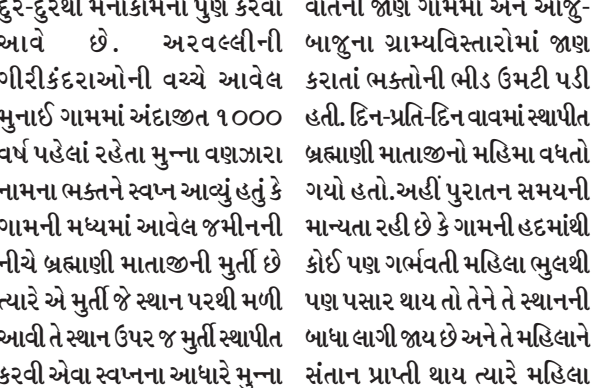 દુર-દુરથી મનોકામના પુર્ણ કરવા
આવે છે. અરવલ્લીની
ગીરીકંદરાઓની વચ્ચે આવેલ
મુનાઈ ગામમાં અંદાજીત ૧૦૦૦
વર્ષ પહેલાં રહેતા મુન્ના વણઝારા
નામના ભક્તને સ્વપ્ન આવ્યું હતું કે
ગામની મધ્યમાં આવેલ જમીનની
નીચે બ્રહ્માણી માતાજીની મુર્તી છે
ત્યારે એ મુર્તી જે સ્થાન પરથી મળી
આવી તે સ્થાન ઉપર જ મુર્તી સ્થાપીત
કરવી એવા સ્વપ્નના આધારે મુન્ના
વાતની જાણ ગામમાં અને આજુ-
બાજુના ગ્રામ્યવિસ્તારોમાં જાણ
કરાતાં ભક્તોની ભીડ ઉમટી પડી
હતી. દિન-પ્રતિ-દિન વાવમાં સ્થાપીત
બ્રહ્માણી માતાજીનો મહિમા વધતો
ગયો હતો.અહીં પુરાતન સમયની
માન્યતા રહી છે કે ગામની હદમાંથી
કોઈ પણ ગર્ભવતી મહિલા ભુલથી
પણ પસાર થાય તો તેને તે સ્થાનની
બાધા લાગી જાય છે અને તે મહિલાને
સંતાન પ્રાપ્તી થાય ત્યારે મહિલા